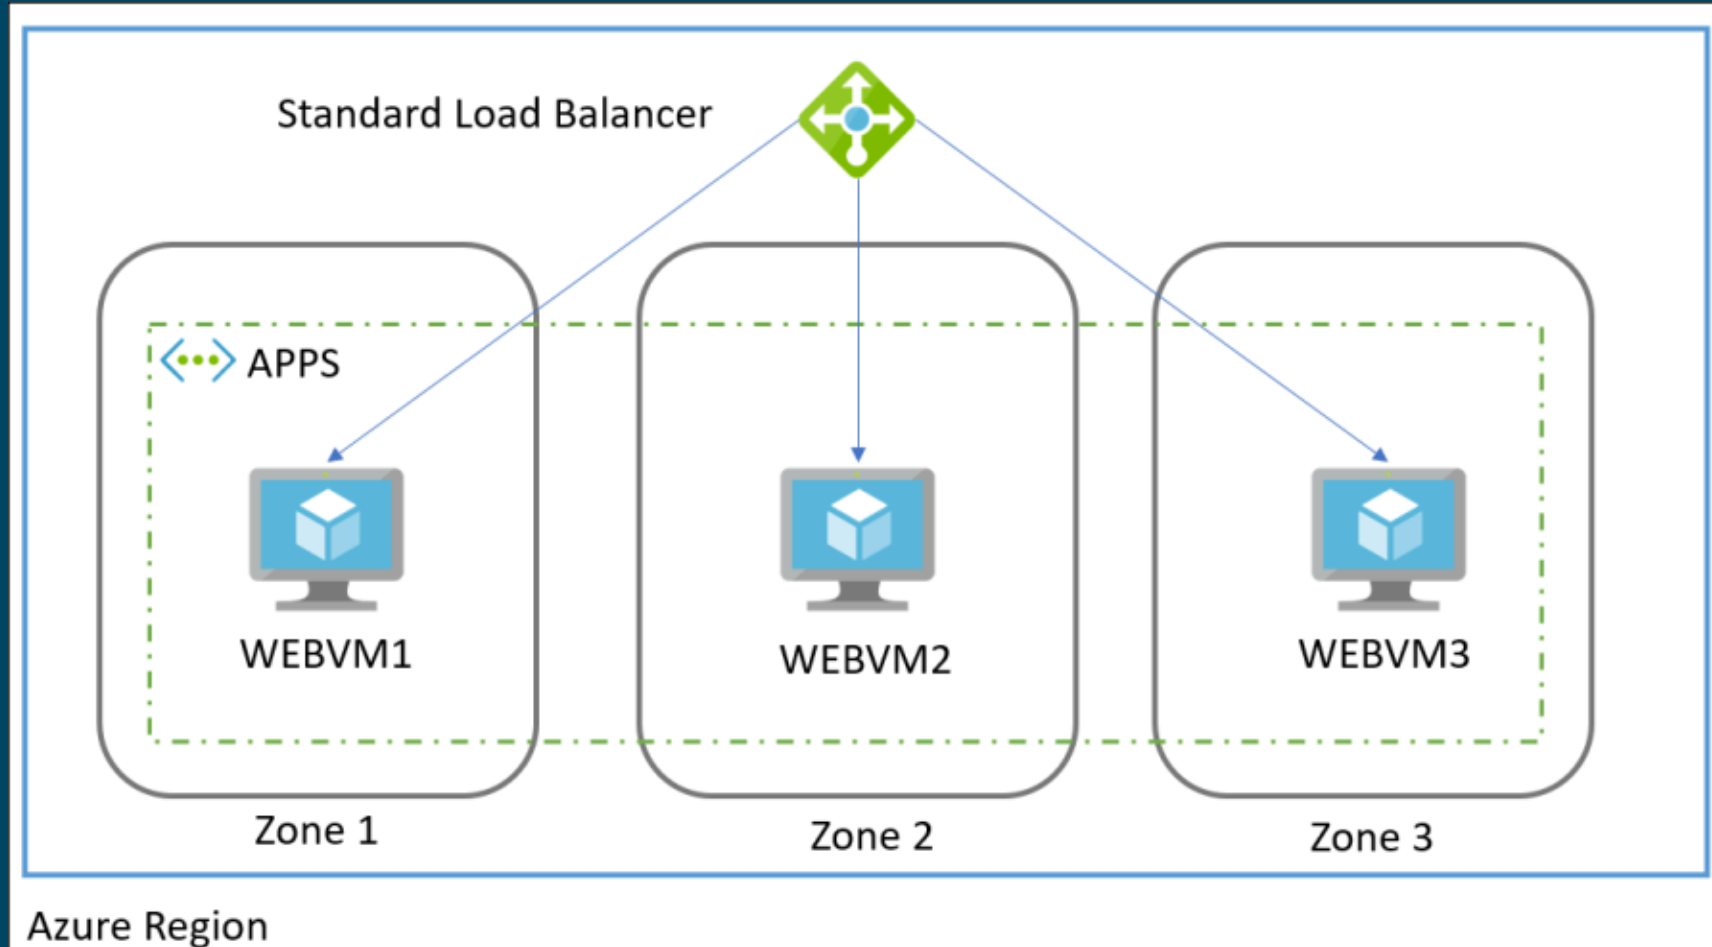 Standard Load Balancer
APPS
WEBVM1
WEBVM2
WEBVM3
Zone 1
Zone 2
Zone 3
Azure Region